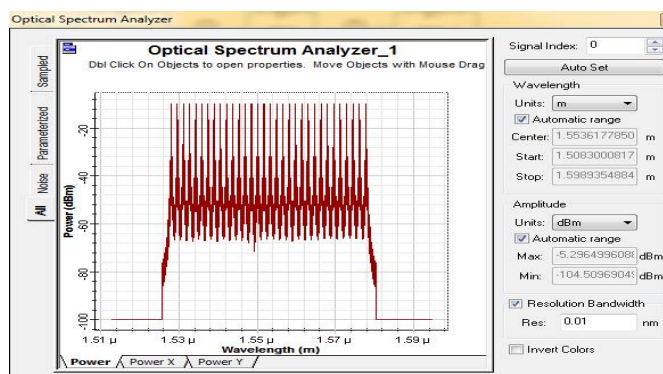 Optical Spectrum Analyzer
Optical Spectrum Analyzer_1
Dbl Click On Objects to open properties. Move Objects with Mouse Drag
Sampled
Parameterized
Noise
All
Power (dBm)
-20
-40
-60
-80
-100
1.51 µ
1.53 µ
1.55 µ
1.57 µ
1.59 µ
Wavelength (m)
Power
Power X
Power Y
Signal Index: 0
Auto Set
Wavelength
Units: m
Automatic range
Center: 1.5536177850 m
Start: 1.5083000817 m
Stop: 1.5989354884 m
Amplitude
Units: dBm
Automatic range
Max: -5.296499608 dBm
Min: -104.5096904 dBm
Resolution Bandwidth
Res: 0.01 nm
Invert Colors